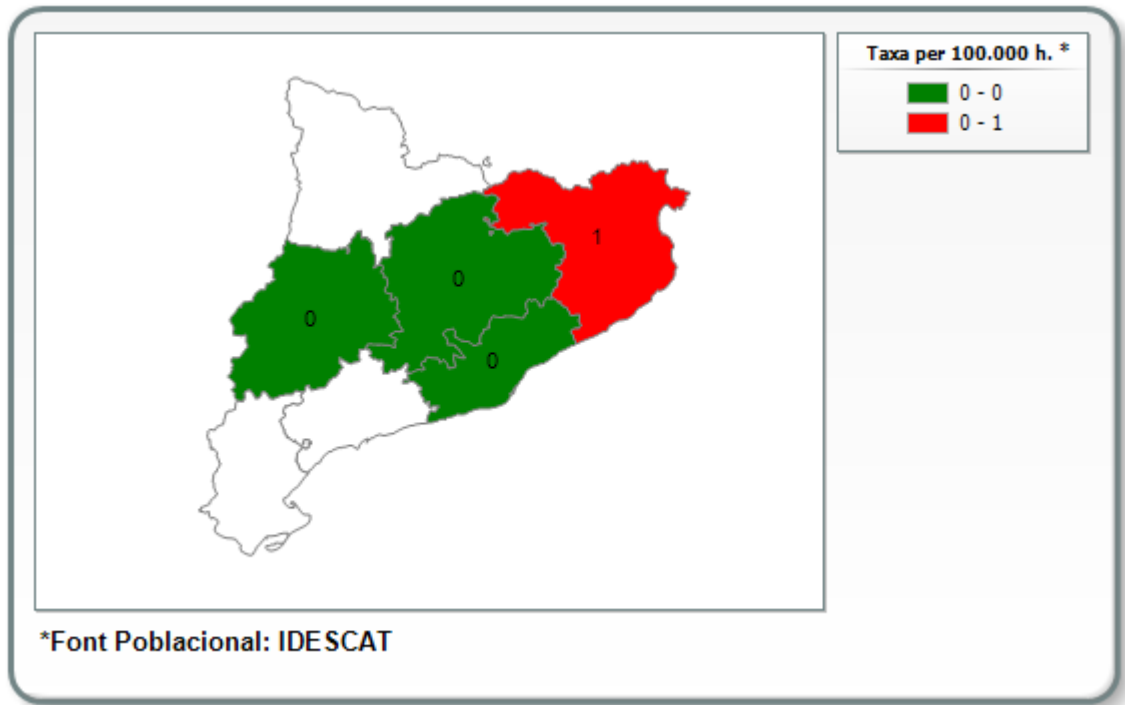 Taxa per 100.000 h. *
0 - 0
0 - 1
1
0
0
0
*Font Poblacional: IDESCAT